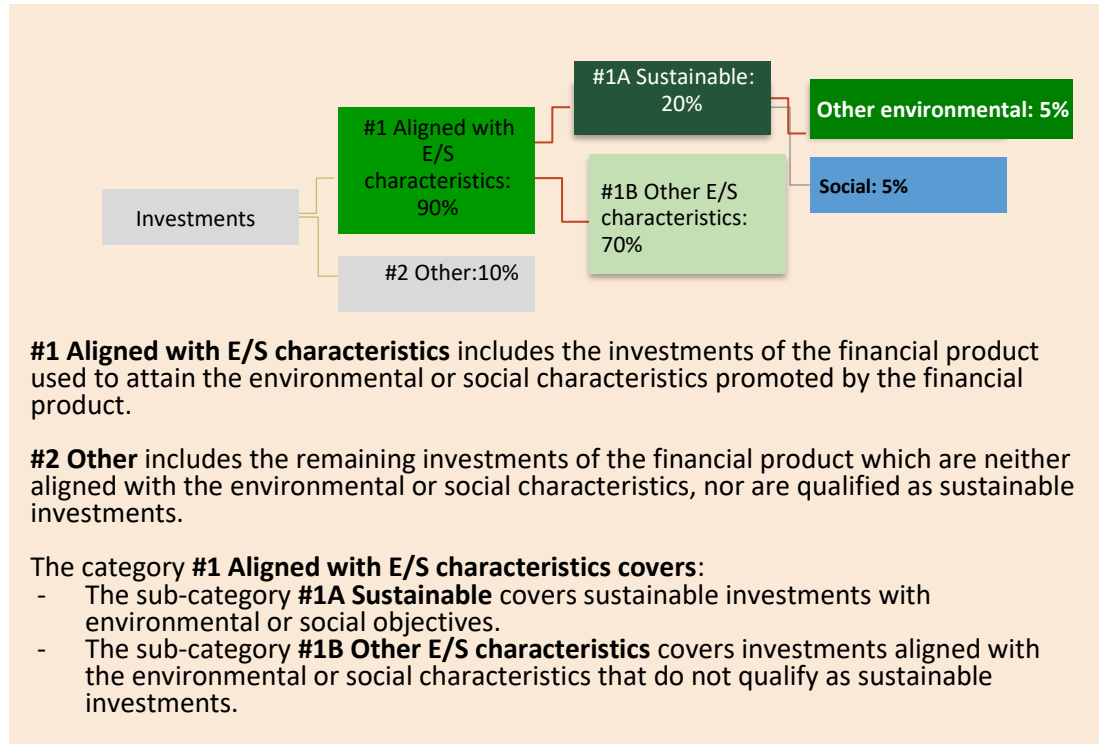 #1A Sustainable:
20%
Other environmental: 5%
#1 Aligned with
E/S
characteristics:
90%
Social: 5%
#1B Other E/S
characteristics:
70%
Investments
#2 Other:10%
#1 Aligned with E/S characteristics includes the investments of the financial product
used to attain the environmental or social characteristics promoted by the financial
product.
#2 Other includes the remaining investments of the financial product which are neither
aligned with the environmental or social characteristics, nor are qualified as sustainable
investments.
The category #1 Aligned with E/S characteristics covers:
- The sub-category #1A Sustainable covers sustainable investments with
environmental or social objectives.
- The sub-category #1B Other E/S characteristics covers investments aligned with
the environmental or social characteristics that do not qualify as sustainable
investments.